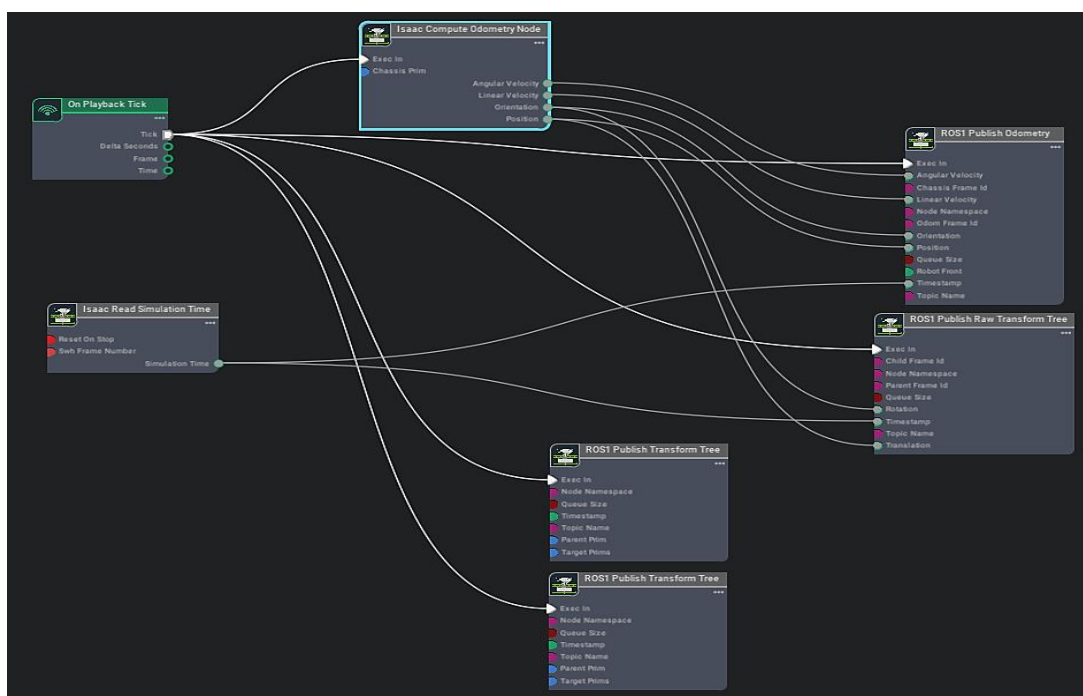 Isaac Compute Odometry Node
Exec In
Chassis Prim
Angular Velocity
Linear Velocity
Orientation
Position
On Playback Tick
Tick
Delta Seconds
Frame
Time
ROS1 Publish Odometry
Exec In
Angular Velocity
Chassis Frame Id
Linear Velocity
Node Namespace
Odom Frame Id
Orientation
Position
Queue Size
Robot Front
Timestamp
Topic Name
Isaac Read Simulation Time
Reset On Stop
Swh Frame Number
Simulation Time
ROS1 Publish Raw Transform Tree
Exec In
Child Frame Id
Node Namespace
Parent Frame Id
Queue Size
Rotation
Timestamp
Topic Name
Translation
ROS1 Publish Transform Tree
Exec In
Node Namespace
Queue Size
Timestamp
Topic Name
Parent Prim
Target Prims
ROS1 Publish Transform Tree
Exec In
Node Namespace
Queue Size
Timestamp
Topic Name
Parent Prim
Target Prims